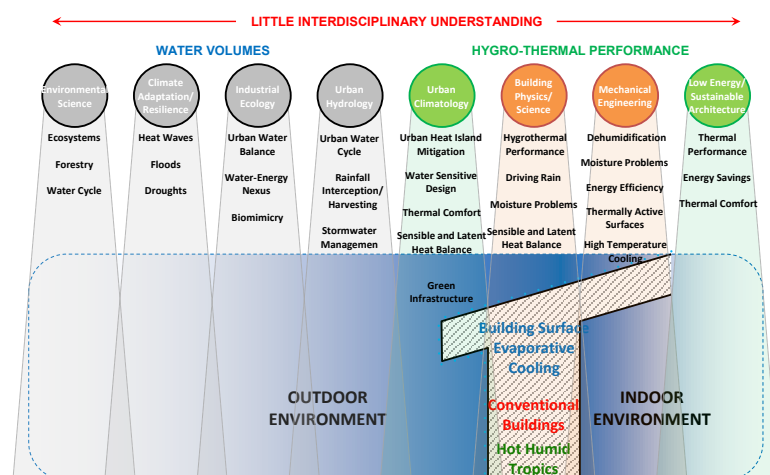 LITTLE INTERDISCIPLINARY UNDERSTANDING
WATER VOLUMES
HYGRO-THERMAL PERFORMANCE
Environmental
Science
Climate
Adaptation/
Resilience
Industrial
Ecology
Urban
Hydrology
Urban
Climatology
Building
Physics/
Science
Mechanical
Engineering
Low Energy/
Sustainable
Architecture
Ecosystems
Forestry
Water Cycle
Heat Waves
Floods
Droughts
Urban Water
Balance
Water-Energy
Nexus
Biomimicry
Urban Water
Cycle
Rainfall
Interception/
Harvesting
Stormwater
Managemen
Urban Heat Island
Mitigation
Water Sensitive
Design
Thermal Comfort
Sensible and Latent
Heat Balance
Green
Infrastructure
Hygrothermal
Performance
Driving Rain
Moisture Problems
Sensible and Latent
Heat Balance
Dehumidification
Moisture Problems
Energy Efficiency
Thermally Active
Surfaces
High Temperature
Cooling
Thermal
Performance
Energy Savings
Thermal Comfort
Building Surface
Evaporative
Cooling
OUTDOOR
ENVIRONMENT
Conventional
Buildings
INDOOR
ENVIRONMENT
Hot Humid
Tropics